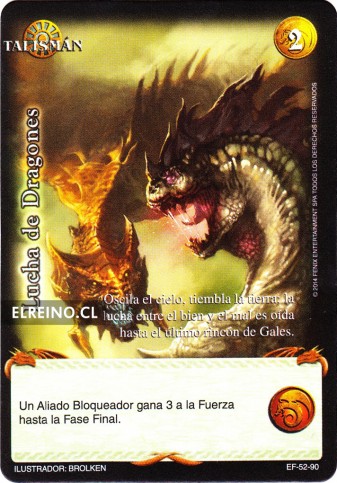 TALISMÁN
2
Lucha de Dragones
© 2014 FENIX ENTERTAINMENT SPA TODOS LOS DERECHOS RESERVADOS
Oscila el cielo, tiembla la tierra; la
lucha entre el bien y el mal es oída
hasta el último rincón de Gales.
ELREINO.CL
Un Aliado Bloqueador gana 3 a la Fuerza
hasta la Fase Final.
ILUSTRADOR: BROLKEN
EF-52-90